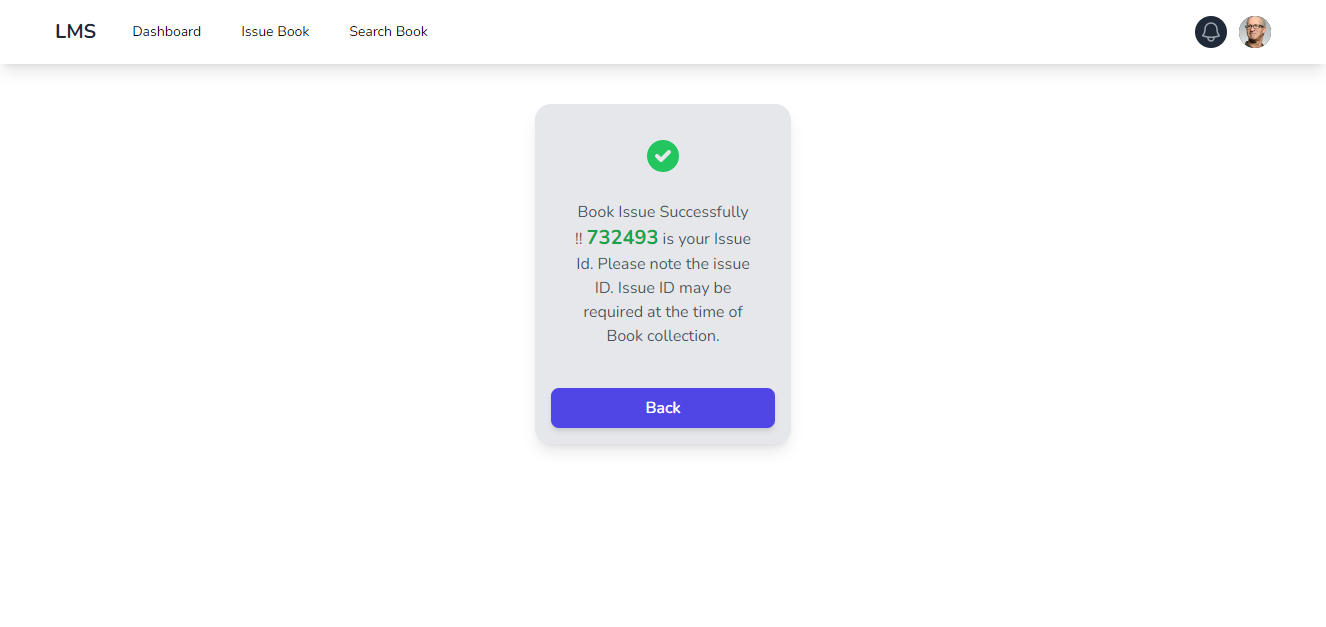 LMS Dashboard Issue Book Search Book
Book Issue Successfully
!! 732493 is your Issue
Id. Please note the issue
ID. Issue ID may be
required at the time of
Book collection.
Back